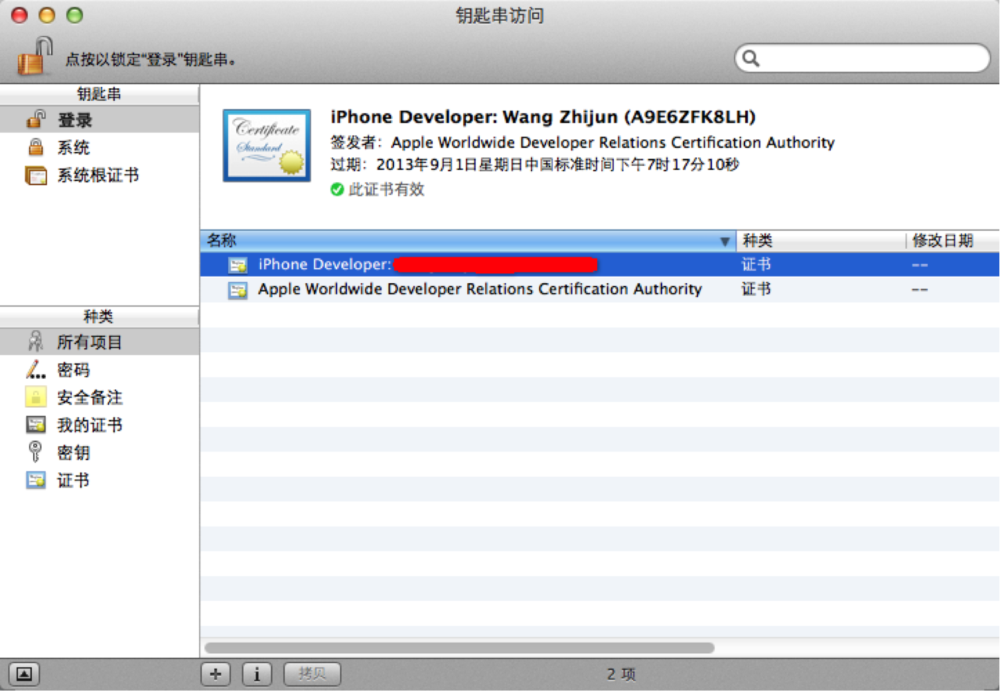 钥匙串访问
点按以锁定“登录”钥匙串。
钥匙串
登录
系统
系统根证书
种类
所有项目
密码
安全备注
我的证书
密钥
证书
Certificate
Standard
iPhone Developer: Wang Zhijun (A9E6ZFK8LH)
签发者：Apple Worldwide Developer Relations Certification Authority
过期：2013年9月1日星期日中国标准时间下午7时17分10秒
此证书有效
名称 种类 修改日期
iPhone Developer: 证书 --
Apple Worldwide Developer Relations Certification Authority 证书 --
拷贝
2 项